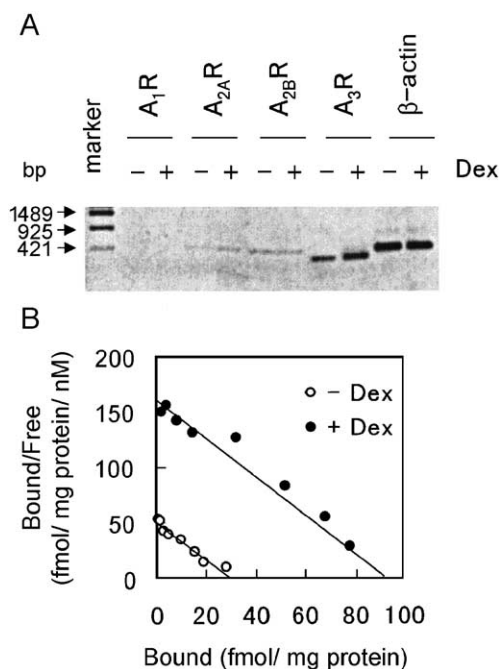 A
marker
A1R
A2AR
A2BR
A3R
β-actin
bp
− + − + − + − + − + Dex
1489
925
421
B
Bound/Free
(fmol/ mg protein/ nM)
200
150
100
50
0
− Dex
+ Dex
0 20 40 60 80 100
Bound (fmol/ mg protein)